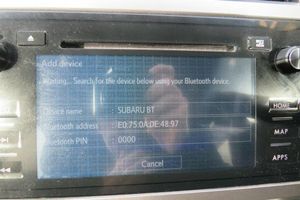 Add device
Waiting... Search for the device below using your Bluetooth device.
Device name : SUBARU BT
Bluetooth address : E0:75:0A:0E:48:97
Bluetooth PIN : 0000
Cancel
HOME
MAP
APPS